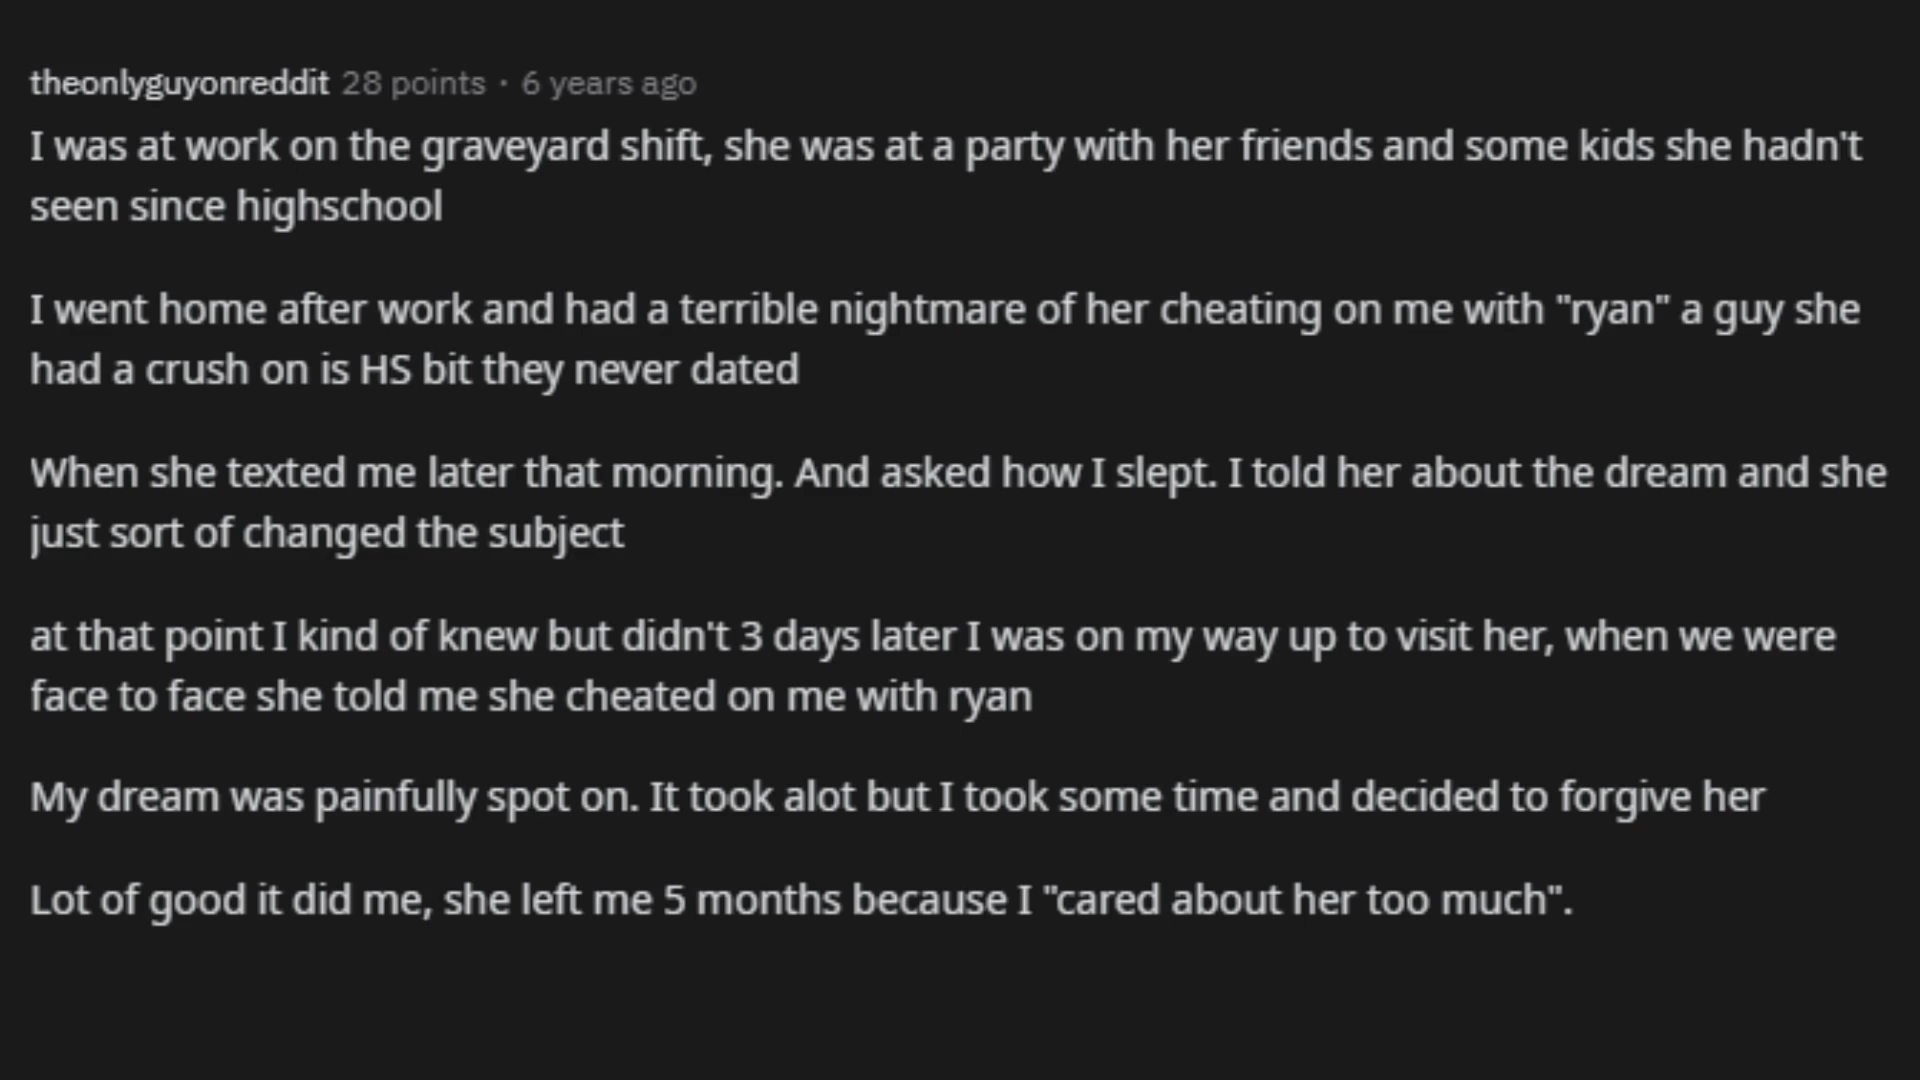 theonlyguyonreddit 28 points · 6 years ago
I was at work on the graveyard shift, she was at a party with her friends and some kids she hadn't
seen since highschool
I went home after work and had a terrible nightmare of her cheating on me with "ryan" a guy she
had a crush on is HS bit they never dated
When she texted me later that morning. And asked how I slept. I told her about the dream and she
just sort of changed the subject
at that point I kind of knew but didn't 3 days later I was on my way up to visit her, when we were
face to face she told me she cheated on me with ryan
My dream was painfully spot on. It took alot but I took some time and decided to forgive her
Lot of good it did me, she left me 5 months because I "cared about her too much".